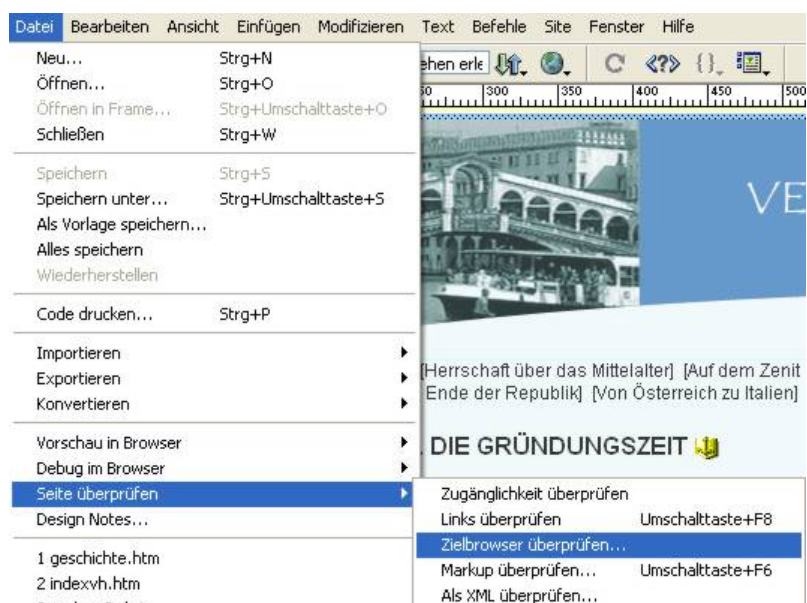 Datei Bearbeiten Ansicht Einfügen Modifizieren Text Befehle Site Fenster Hilfe
Neu... Strg+N
Öffnen... Strg+O
Öffnen in Frame... Strg+Umschalttaste+O
Schließen Strg+W
Speichern Strg+S
Speichern unter... Strg+Umschalttaste+S
Als Vorlage speichern...
Alles speichern
Wiederherstellen
Code drucken... Strg+P
Importieren
Exportieren
Konvertieren
Vorschau in Browser
Debug im Browser
Seite überprüfen
Design Notes...
1 geschichte.htm
2 indexvh.htm
300 350 400 450 500
VE
[Herrschaft über das Mittelalter] [Auf dem Zenit
Ende der Republik] [Von Österreich zu Italien]
. DIE GRÜNDUNGSZEIT
Zugänglichkeit überprüfen
Links überprüfen Umschalttaste+F8
Zielbrowser überprüfen...
Markup überprüfen... Umschalttaste+F6
Als XML überprüfen...